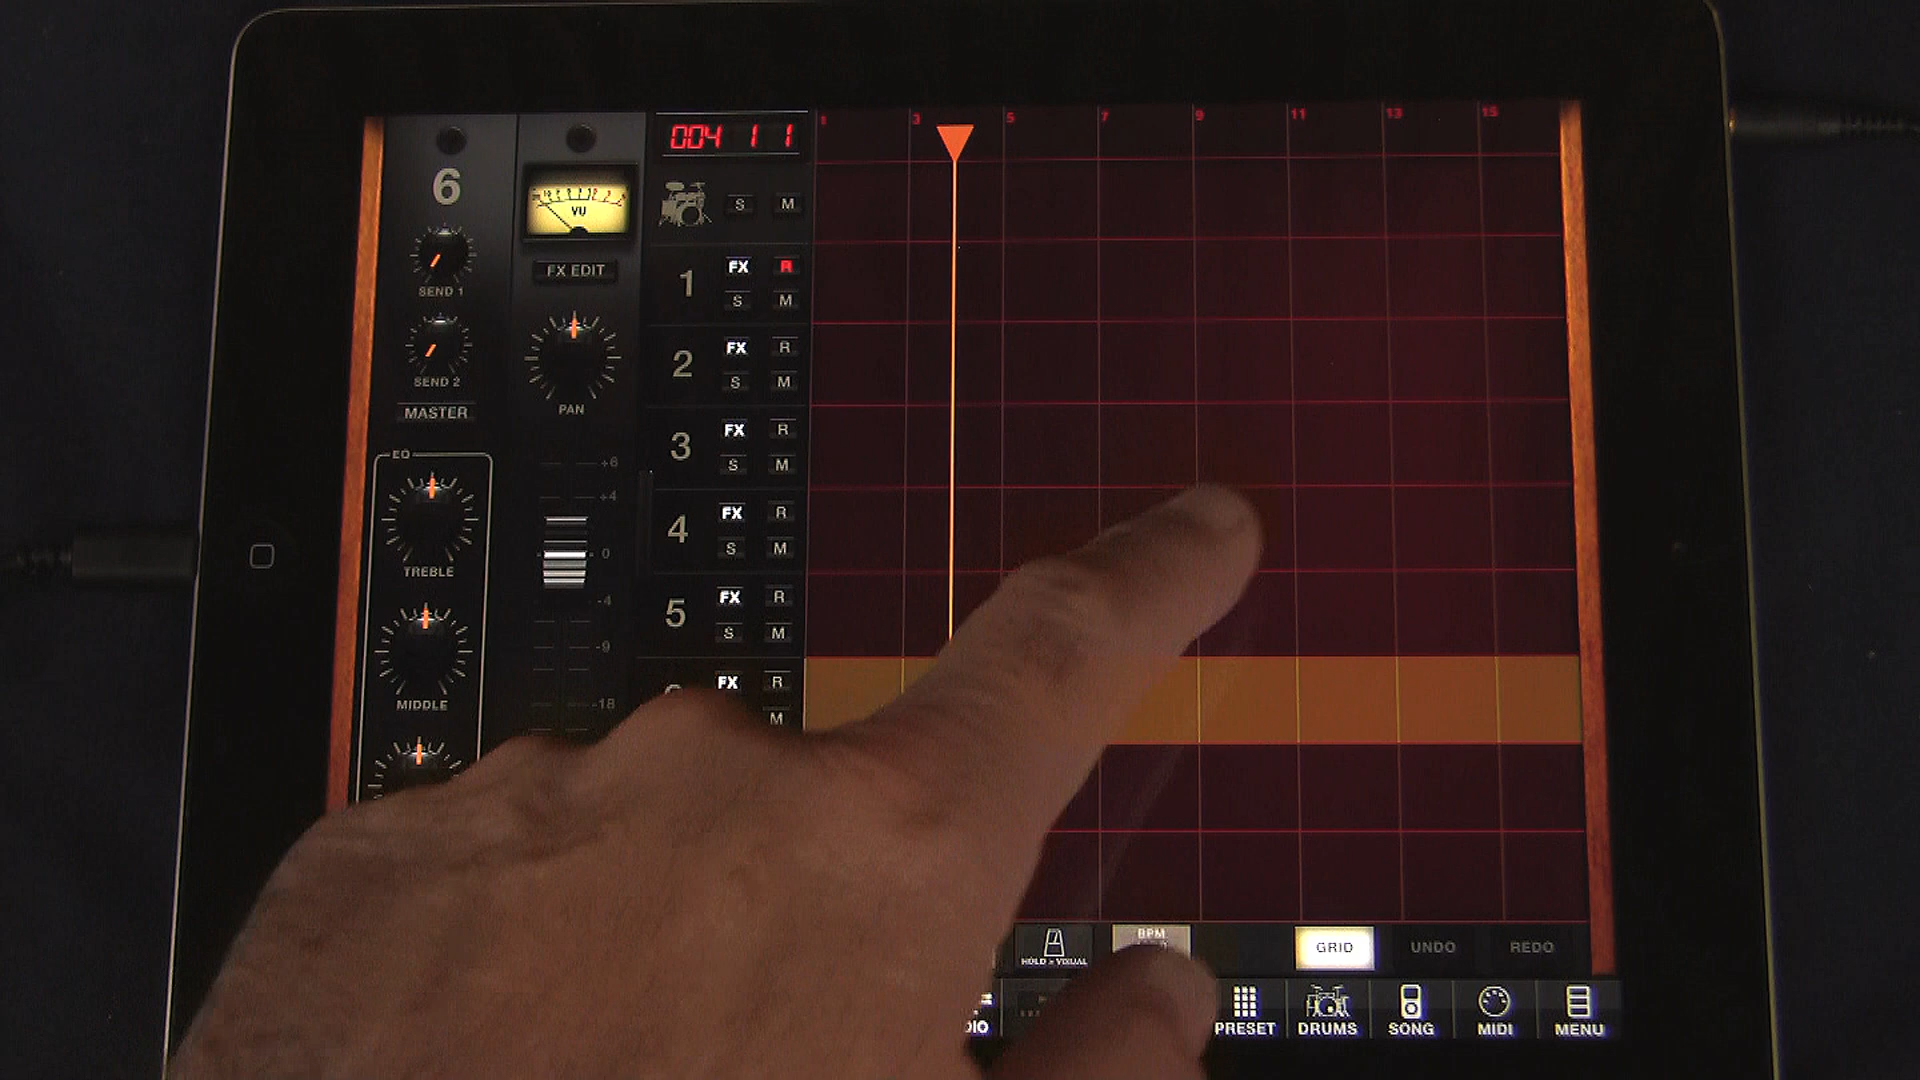 004 1 1
1 3 5 7 9 11 13 15
6
VU
S M
SEND 1
FX EDIT
1 FX R
S M
SEND 2
MASTER
PAN
2 FX R
S M
3 FX R
S M
EQ
+6
+4
0
-4
-9
-18
TREBLE
4 FX R
S M
5 FX R
S M
MIDDLE
FX R
M
HOLD = VISUAL
BPM
GRID
UNDO
REDO
PRESET
DRUMS
SONG
MIDI
MENU